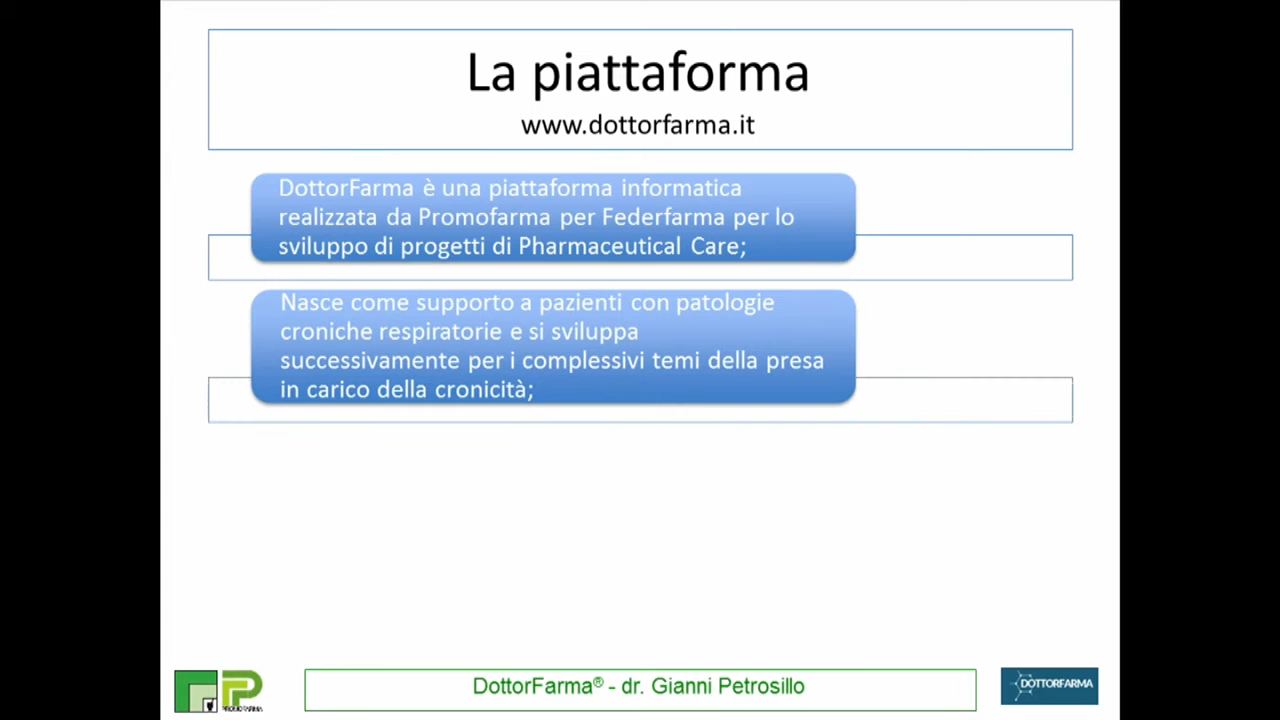 La piattaforma
www.dottorfarma.it
DottorFarma è una piattaforma informatica
realizzata da Promofarma per Federfarma per lo
sviluppo di progetti di Pharmaceutical Care;
Nasce come supporto a pazienti con patologie
croniche respiratorie e si sviluppa
successivamente per i complessivi temi della presa
in carico della cronicità;
PROMOFARMA
DottorFarma® - dr. Gianni Petrosillo
DOTTORFARMA